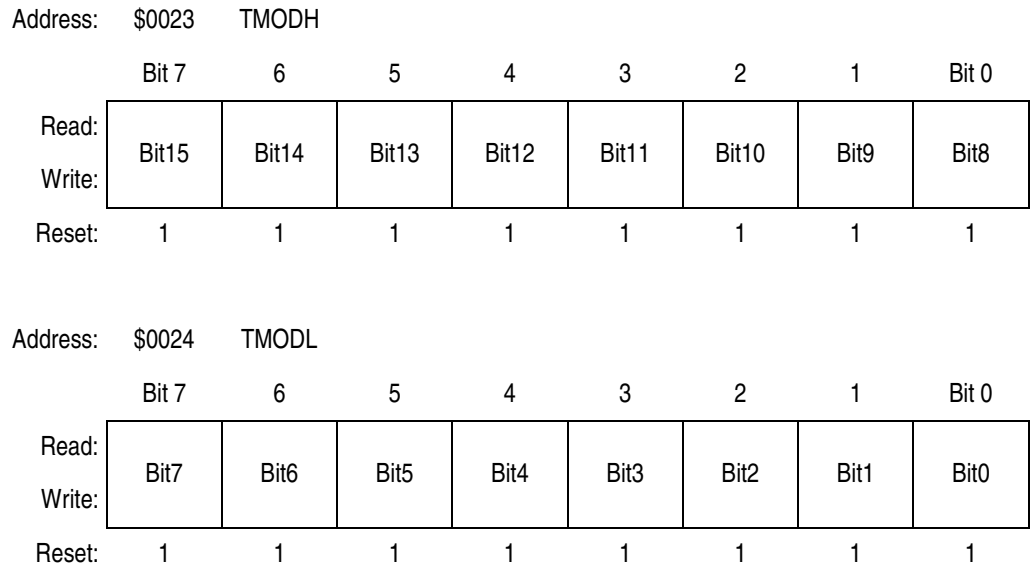 Address: $0023 TMODH
Bit 7 6 5 4 3 2 1 Bit 0
Read:
Bit15 Bit14 Bit13 Bit12 Bit11 Bit10 Bit9 Bit8
Write:
Reset: 1 1 1 1 1 1 1 1
Address: $0024 TMODL
Bit 7 6 5 4 3 2 1 Bit 0
Read:
Bit7 Bit6 Bit5 Bit4 Bit3 Bit2 Bit1 Bit0
Write:
Reset: 1 1 1 1 1 1 1 1